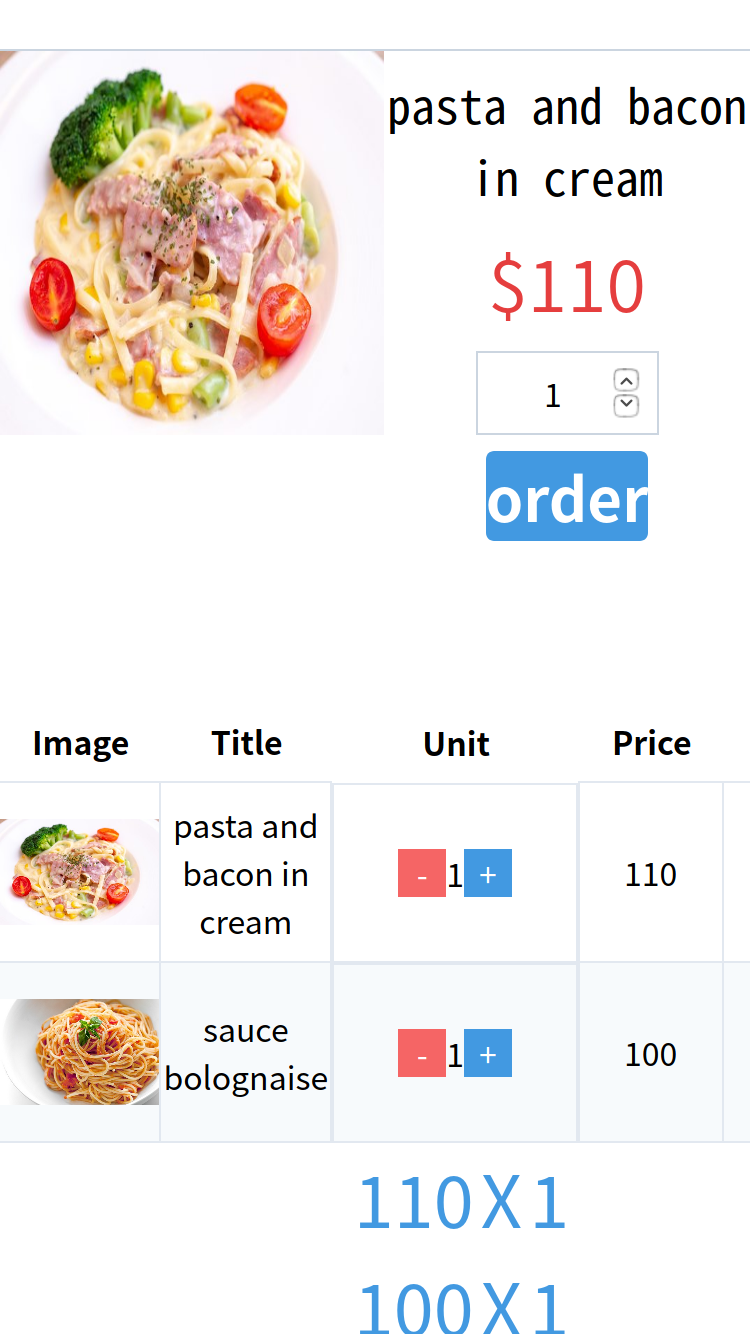 pasta and bacon
in cream
$110
1
order
Image Title Unit Price
pasta and
bacon in
cream
- 1 + 110
sauce
bolognaise
- 1 + 100
110X1
100X1